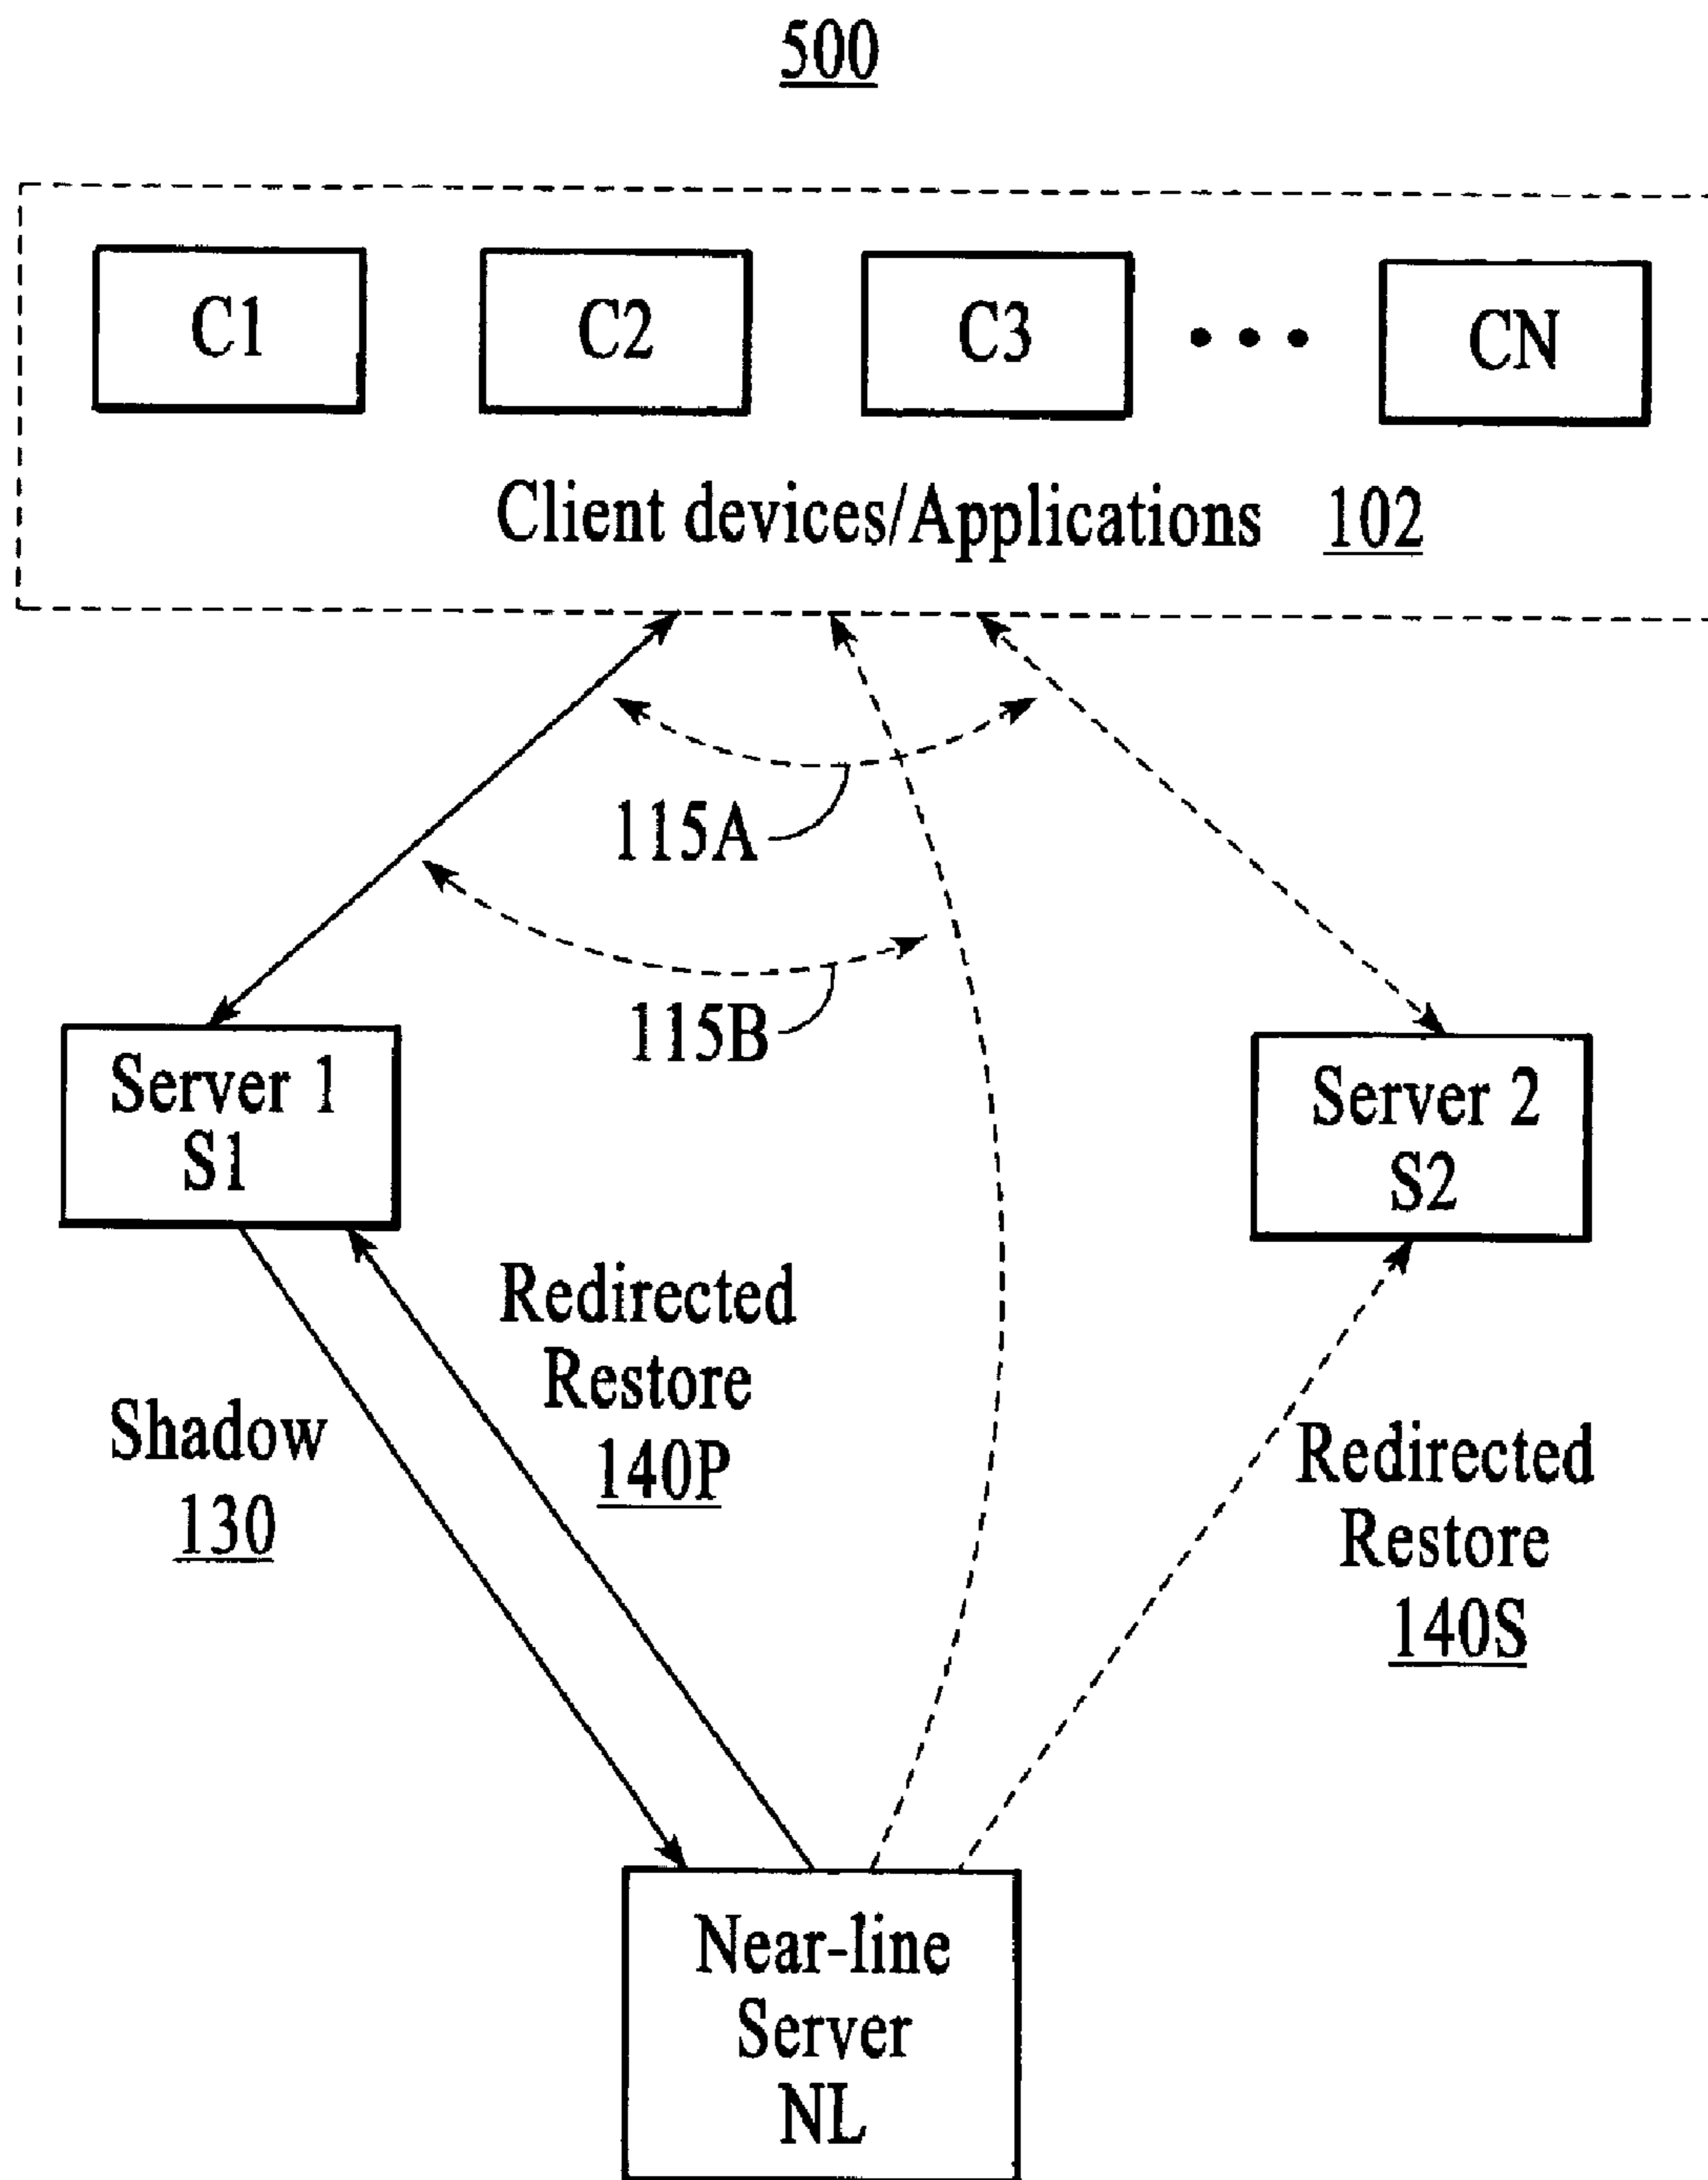 500
C1
C2
C3
• • •
CN
Client devices/Applications 102
115A
115B
Server 1
S1
Server 2
S2
Redirected
Restore
140P
Shadow
130
Redirected
Restore
140S
Near-line
Server
NL